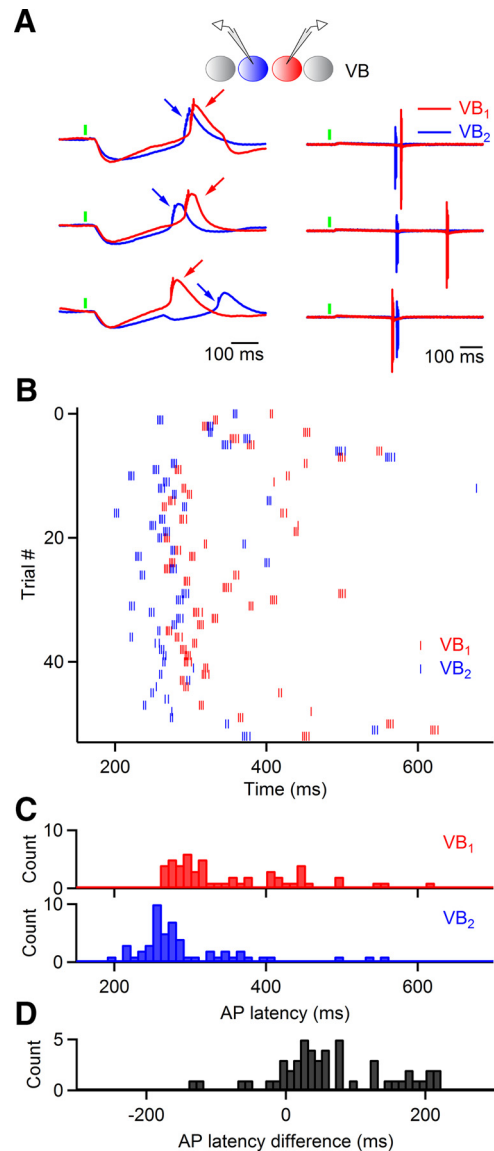 A
VB
VB1
VB2
100 ms
100 ms
B
0
20
40
Trial #
VB1
VB2
200 400 600
Time (ms)
C
10
0
Count
VB1
10
0
Count
VB2
200 400 600
AP latency (ms)
D
5
0
Count
-200 0 200
AP latency difference (ms)